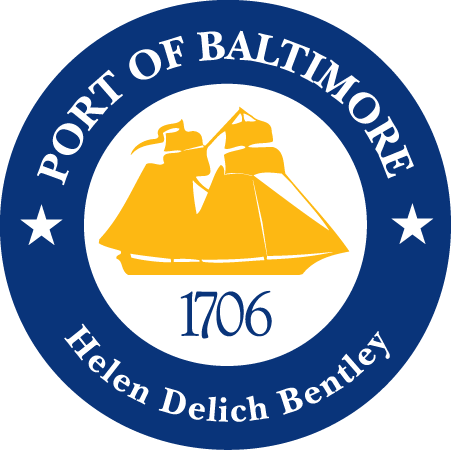 PORT OF BALTIMORE
1706
Helen Delich Bentley